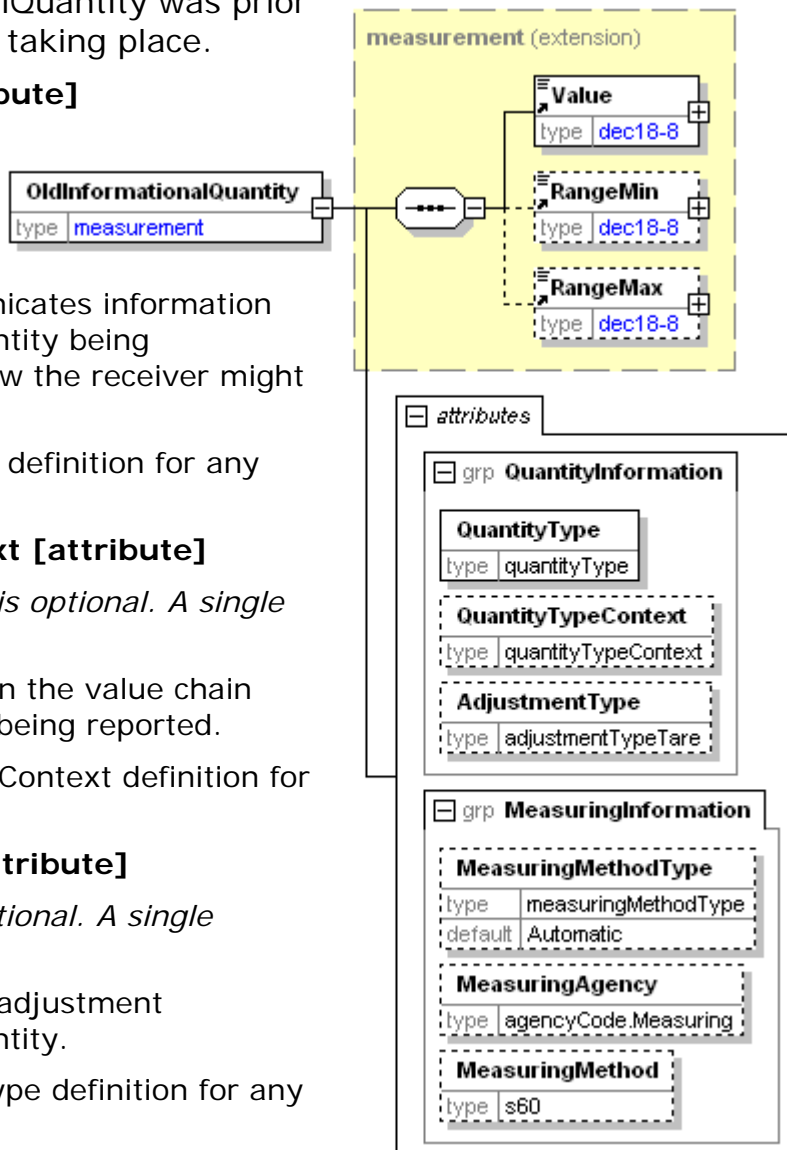 lQuantity was prior
taking place.
bute]
nicates information
ntity being
w the receiver might
definition for any
xt [attribute]
is optional. A single
n the value chain
being reported.
Context definition for
tribute]
tional. A single
adjustment
ntity.
ype definition for any
measurement (extension)
OldInformationalQuantity
type measurement
Value
type dec18-8
RangeMin
type dec18-8
RangeMax
type dec18-8
attributes
grp QuantityInformation
QuantityType
type quantityType
QuantityTypeContext
type quantityTypeContext
AdjustmentType
type adjustmentTypeTare
grp MeasuringInformation
MeasuringMethodType
type measuringMethodType
default Automatic
MeasuringAgency
type agencyCode.Measuring
MeasuringMethod
type s60